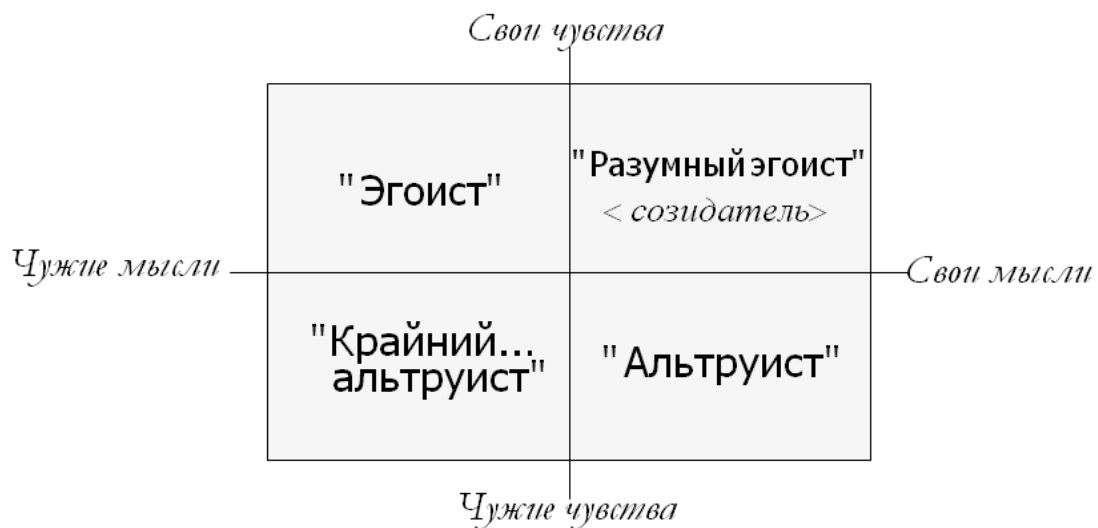 Свои чувства
"Эгоист"
"Разумный эгоист"
< созидатель>
Чужие мысли
Свои мысли
"Крайний...
альтруист"
"Альтруист"
Чужие чувства